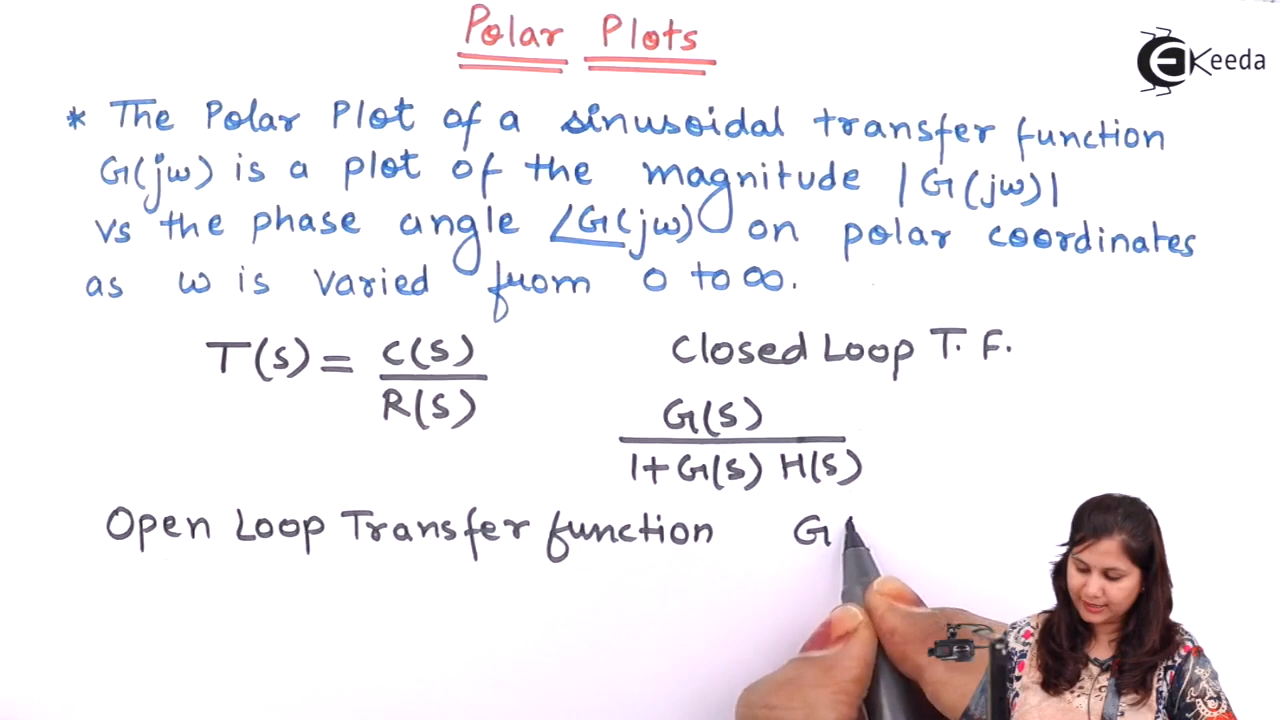 Polar Plots
Keeda
* The Polar Plot of a sinusoidal transfer function
G(jω) is a plot of the magnitude |G(jω)|
vs the phase angle ∠G(jω) on polar coordinates
as ω is varied from 0 to ∞.
T(s) = C(s) / R(s)
Closed Loop T. F.
G(s)
1+G(s) H(s)
Open Loop Transfer function G